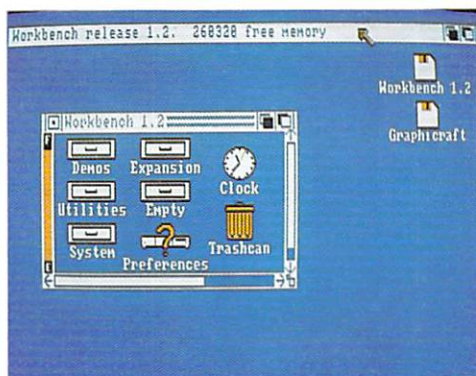 Workbench release 1.2. 260328 free memory
Workbench 1.2
Graphicraft
Workbench 1.2
Demos Expansion Clock
Utilities Empty
System Preferences Trashcan